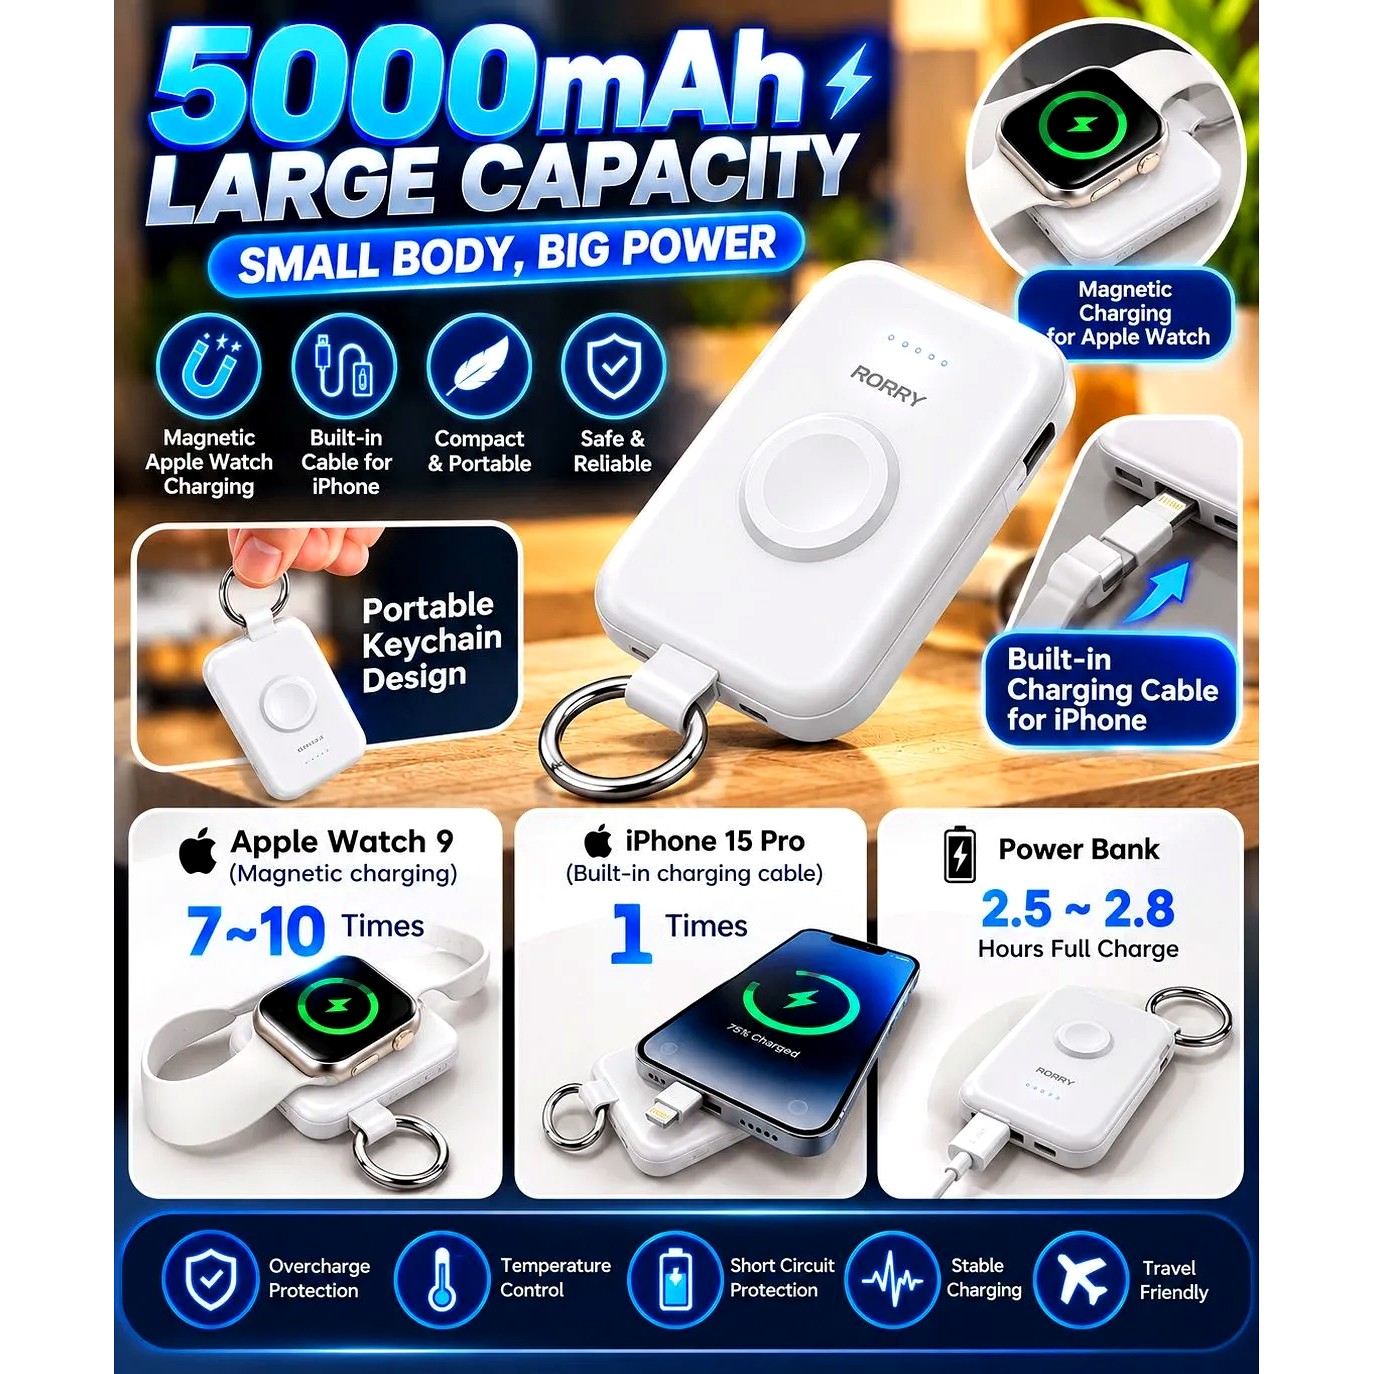 5000mAh
LARGE CAPACITY
SMALL BODY, BIG POWER
Magnetic
Apple Watch
Charging
Built-in
Cable for
iPhone
Compact
& Portable
Safe &
Reliable
Magnetic
Charging
for Apple Watch
RORRY
Portable
Keychain
Design
RORRY
Built-in
Charging Cable
for iPhone
Apple Watch 9
(Magnetic charging)
7~10 Times
iPhone 15 Pro
(Built-in charging cable)
1 Times
75% Charged
Power Bank
2.5 ~ 2.8
Hours Full Charge
RORRY
Overcharge
Protection
Temperature
Control
Short Circuit
Protection
Stable
Charging
Travel
Friendly